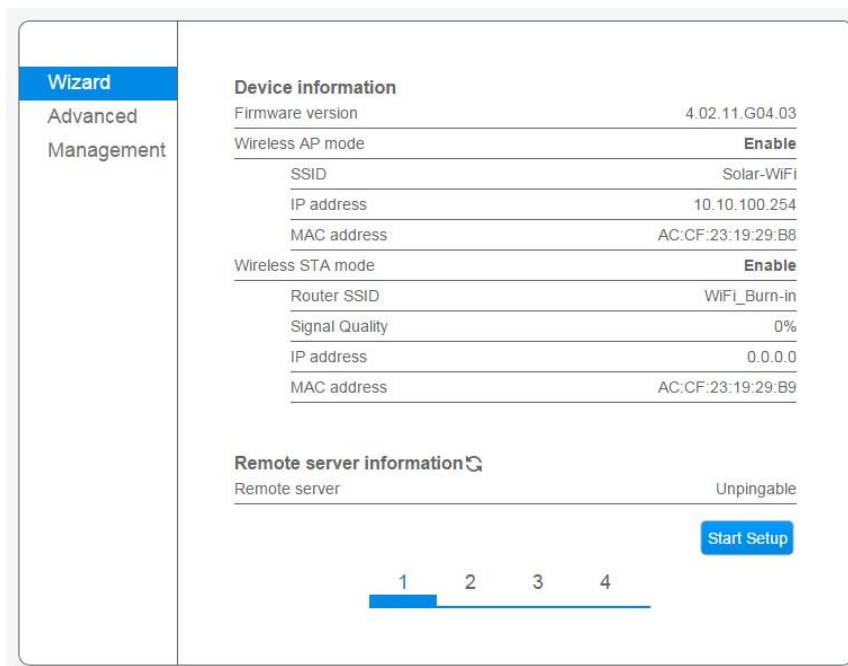 Wizard
Advanced
Management
Device information
Firmware version 4.02.11.G04.03
Wireless AP mode Enable
SSID Solar-WiFi
IP address 10.10.100.254
MAC address AC:CF:23:19:29:B8
Wireless STA mode Enable
Router SSID WiFi_Burn-in
Signal Quality 0%
IP address 0.0.0.0
MAC address AC:CF:23:19:29:B9
Remote server information
Remote server Unpingable
Start Setup
1 2 3 4